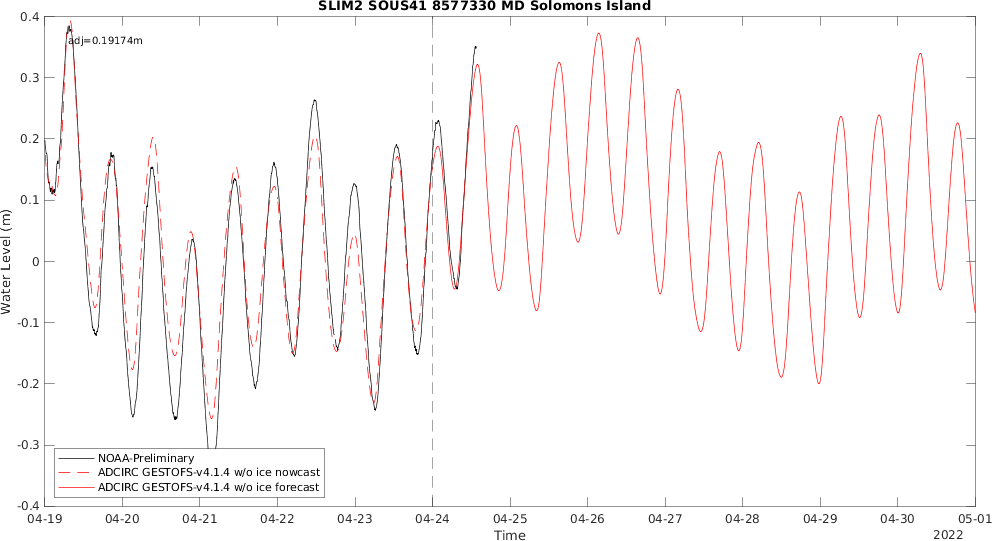 SLIM2 SOUS41 8577330 MD Solomons Island
adj=0.19174m
0.4
0.3
0.2
0.1
0
-0.1
-0.2
-0.3
-0.4
Water Level (m)
NOAA-Preliminary
ADCIRC GESTOFS-v4.1.4 w/o ice nowcast
ADCIRC GESTOFS-v4.1.4 w/o ice forecast
04-19 04-20 04-21 04-22 04-23 04-24 04-25 04-26 04-27 04-28 04-29 04-30 05-01
Time
2022